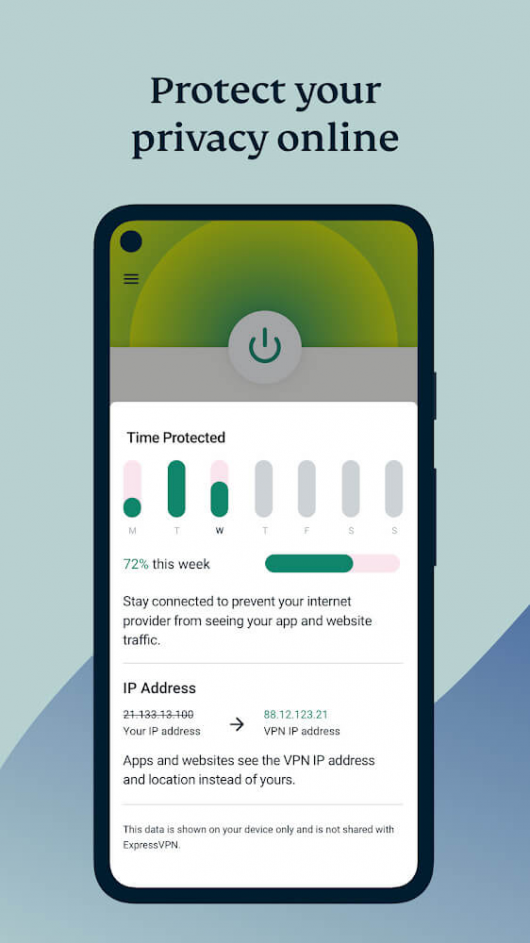 Protect your
privacy online
Time Protected
M T W T F S S
72% this week
Stay connected to prevent your internet
provider from seeing your app and website
traffic.
IP Address
21.133.13.100 88.12.123.21
Your IP address VPN IP address
Apps and websites see the VPN IP address
and location instead of yours.
This data is shown on your device only and is not shared with
ExpressVPN.